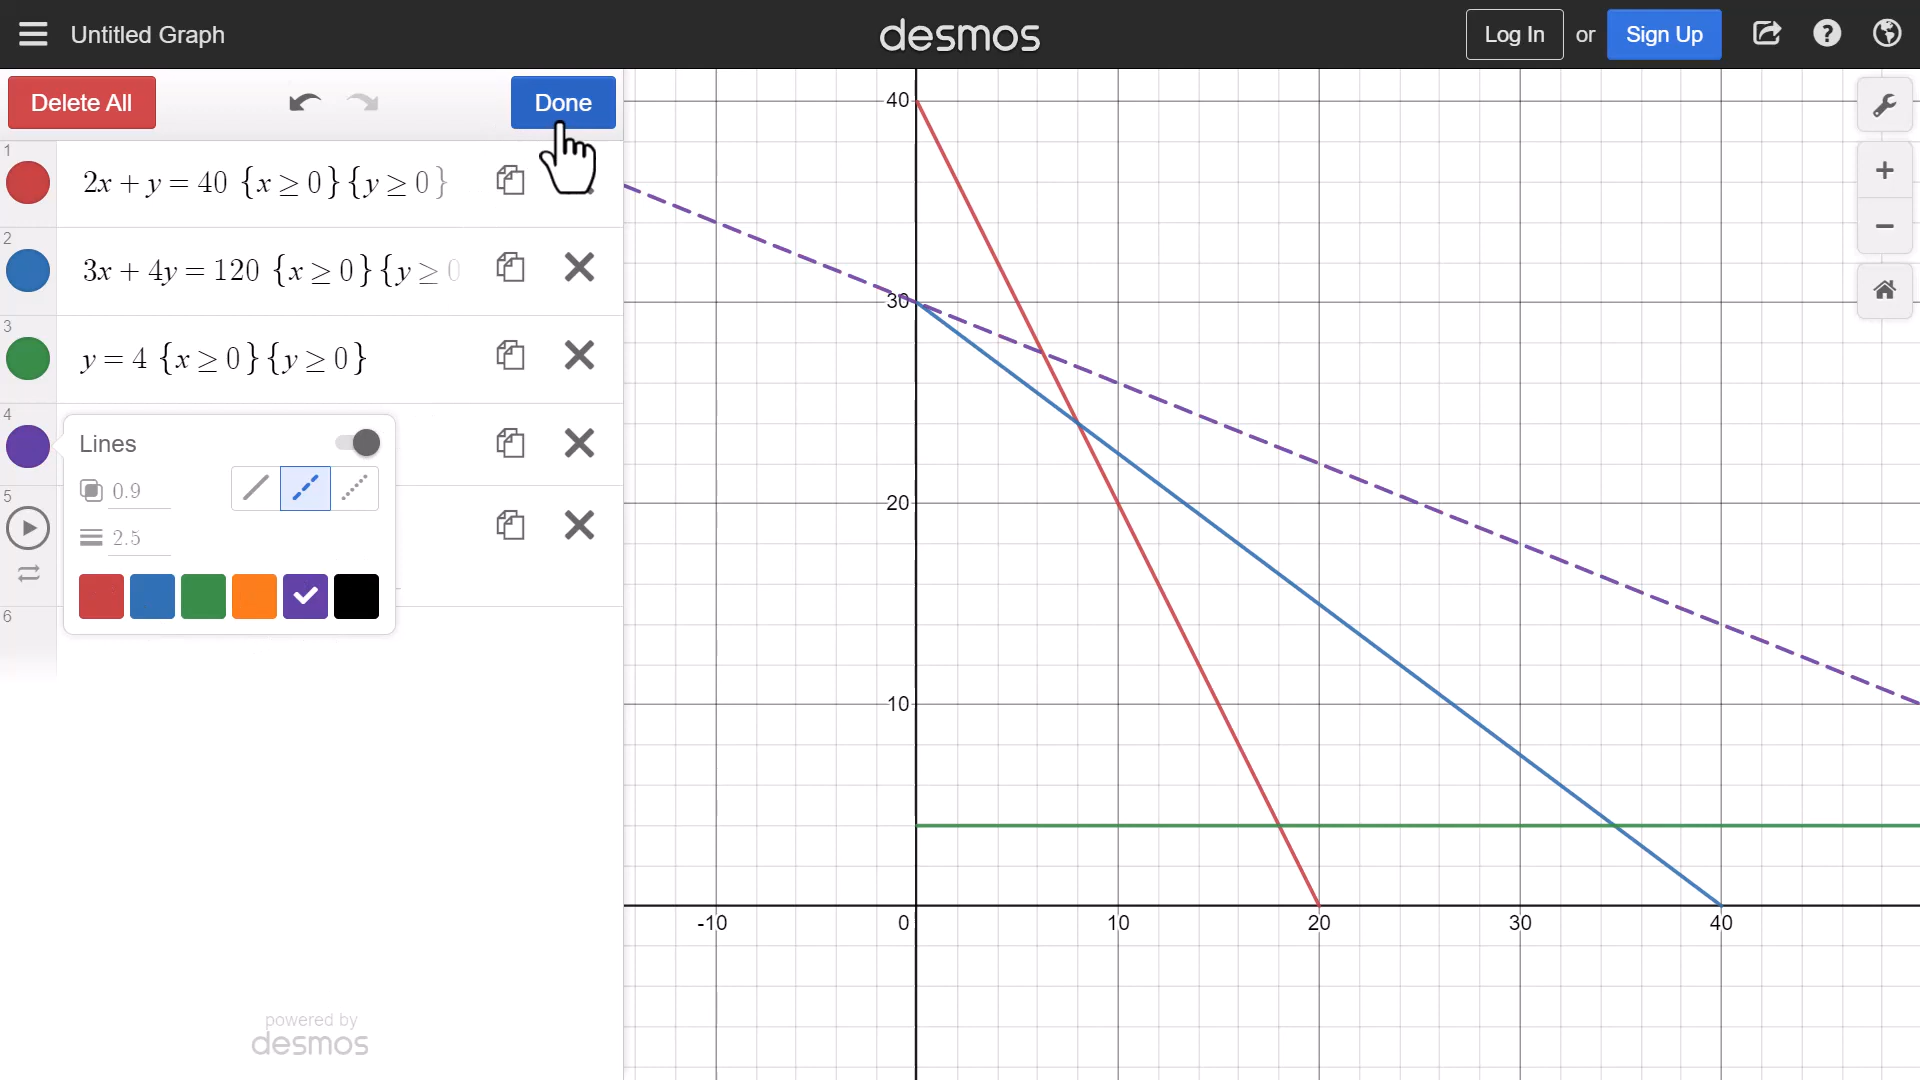 Untitled Graph
desmos
Log In or Sign Up
Delete All
Done
1
2x + y = 40 {x ≥ 0}{y ≥ 0}
2
3x + 4y = 120 {x ≥ 0}{y ≥ 0
3
y = 4 {x ≥ 0}{y ≥ 0}
4
Lines
0.9
2.5
5
6
powered by
desmos
40
30
20
10
-10 0 10 20 30 40